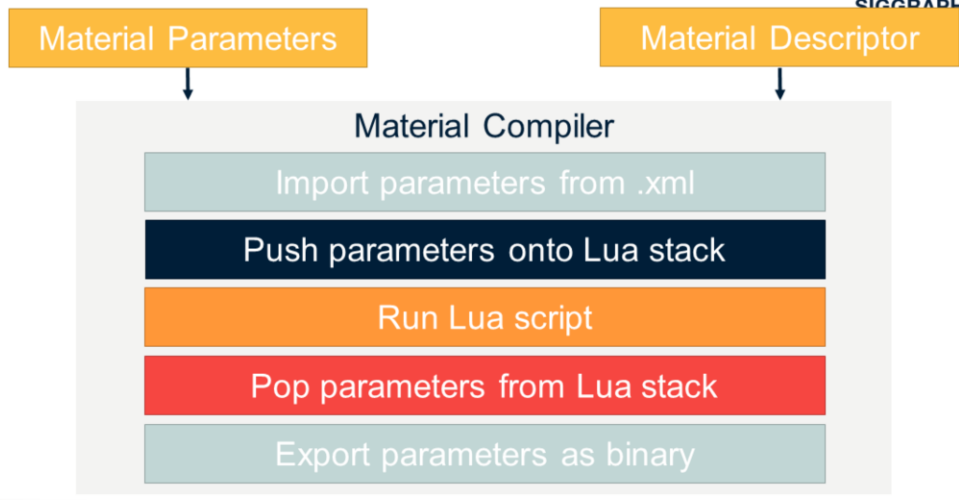 SIGGRAPH
Material Parameters
Material Descriptor
Material Compiler
Import parameters from .xml
Push parameters onto Lua stack
Run Lua script
Pop parameters from Lua stack
Export parameters as binary